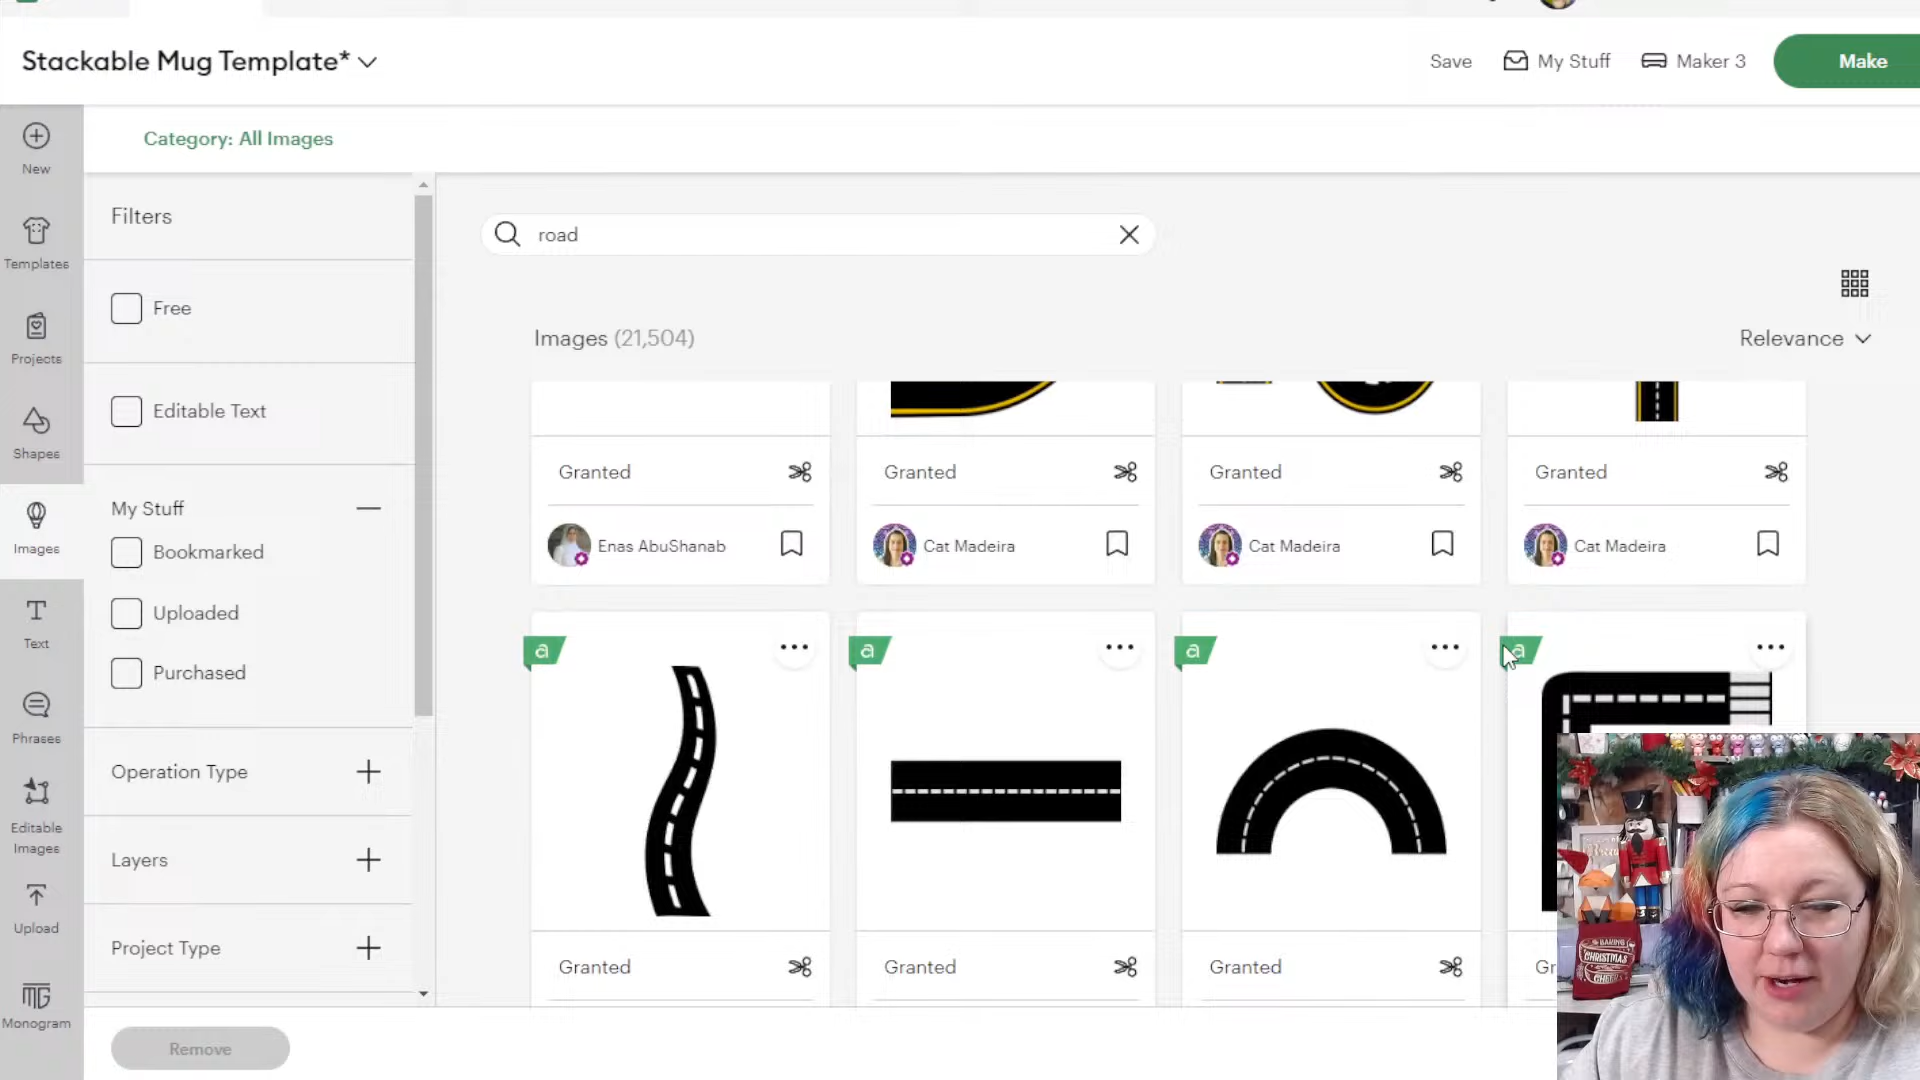 Stackable Mug Template*
Save
My Stuff
Maker 3
Make
Category: All Images
New
Templates
Projects
Shapes
Images
Text
Phrases
Editable
Images
Upload
Monogram
Filters
Free
Editable Text
My Stuff
Bookmarked
Uploaded
Purchased
Operation Type
Layers
Project Type
Remove
road
Images (21,504)
Relevance
Granted
Granted
Granted
Granted
Enas AbuShanab
Cat Madeira
Cat Madeira
Cat Madeira
a
a
a
a
Granted
Granted
Granted
Gr
MG
CHRISTMAS